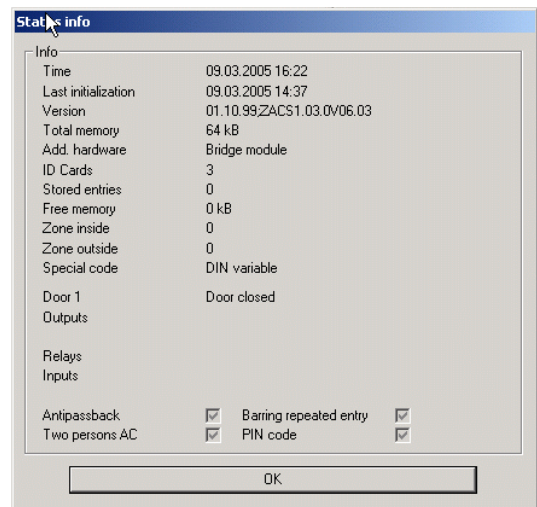 Status info
Info
Time 09.03.2005 16:22
Last initialization 09.03.2005 14:37
Version 01.10.99;ZACS1.03.0V06.03
Total memory 64 kB
Add. hardware Bridge module
ID Cards 3
Stored entries 0
Free memory 0 kB
Zone inside 0
Zone outside 0
Special code DIN variable
Door 1 Door closed
Outputs
Relays
Inputs
Antipassback Barring repeated entry
Two persons AC PIN code
OK